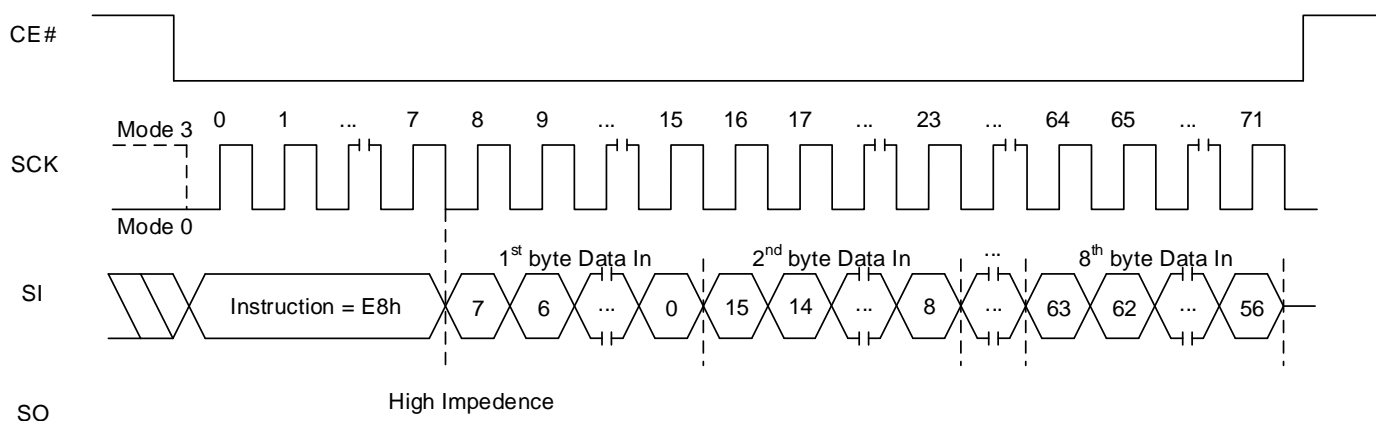 CE#
0 1 ... 7 8 9 ... 15 16 17 ... 23 ... 64 65 ... 71
Mode 3
SCK
Mode 0
1st byte Data In 2nd byte Data In ... 8th byte Data In
SI Instruction = E8h 7 6 ... 0 15 14 ... 8 ... 63 62 ... 56
High Impedence
SO